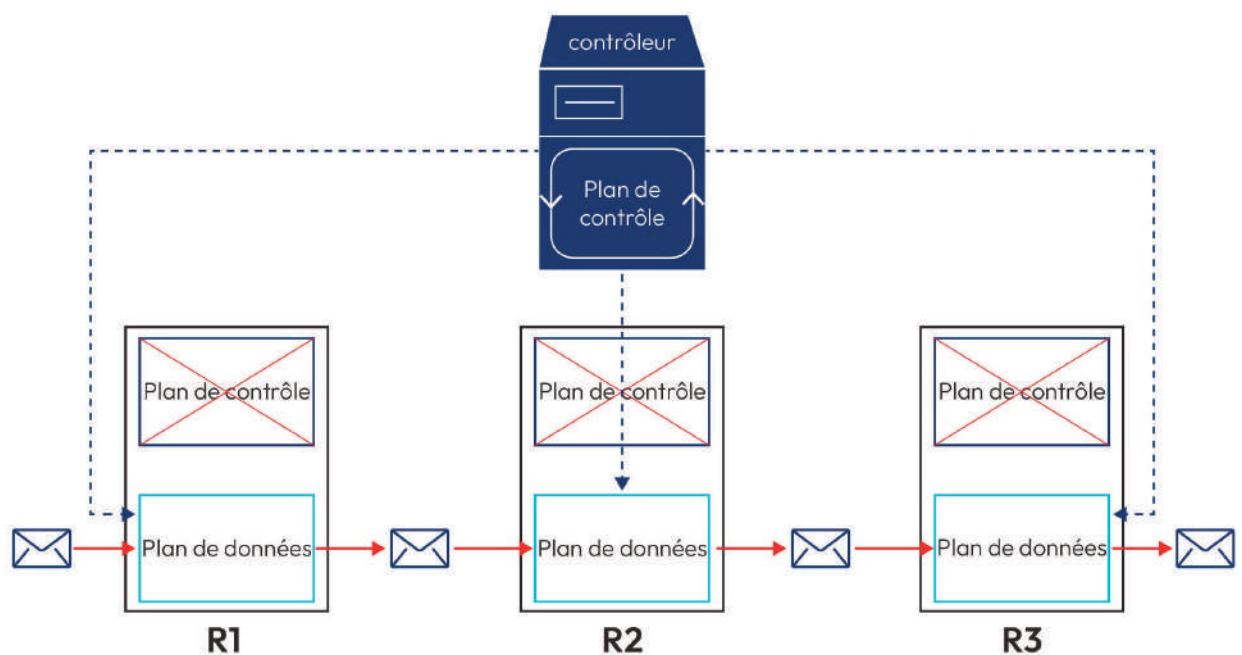 contrôleur
Plan de
contrôle
Plan de contrôle
Plan de contrôle
Plan de contrôle
Plan de données
Plan de données
Plan de données
R1
R2
R3